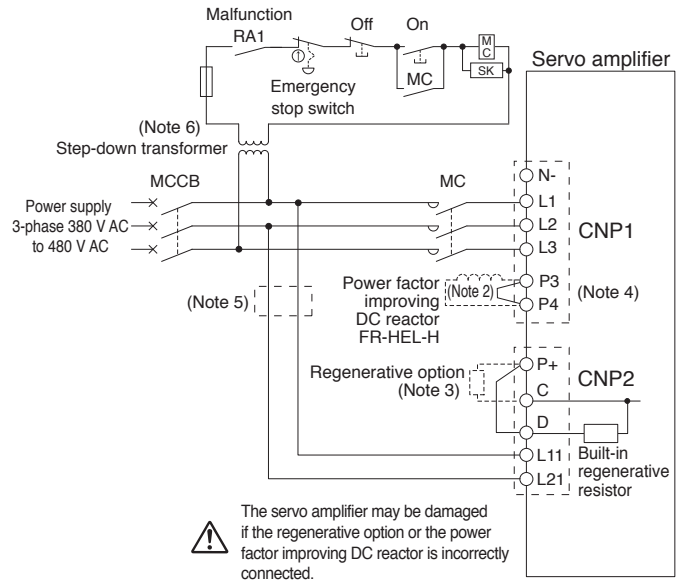 Malfunction
RA1
Off
On
MC
SK
MC
Emergency
stop switch
Servo amplifier
(Note 6)
Step-down transformer
MCCB
MC
Power supply
3-phase 380 V AC
to 480 V AC
N-
L1
L2
L3
CNP1
P3
P4
(Note 4)
(Note 5)
Power factor
improving
DC reactor
FR-HEL-H
(Note 2)
Regenerative option
(Note 3)
P+
C
D
L11
L21
CNP2
Built-in
regenerative
resistor
The servo amplifier may be damaged
if the regenerative option or the power
factor improving DC reactor is incorrectly
connected.